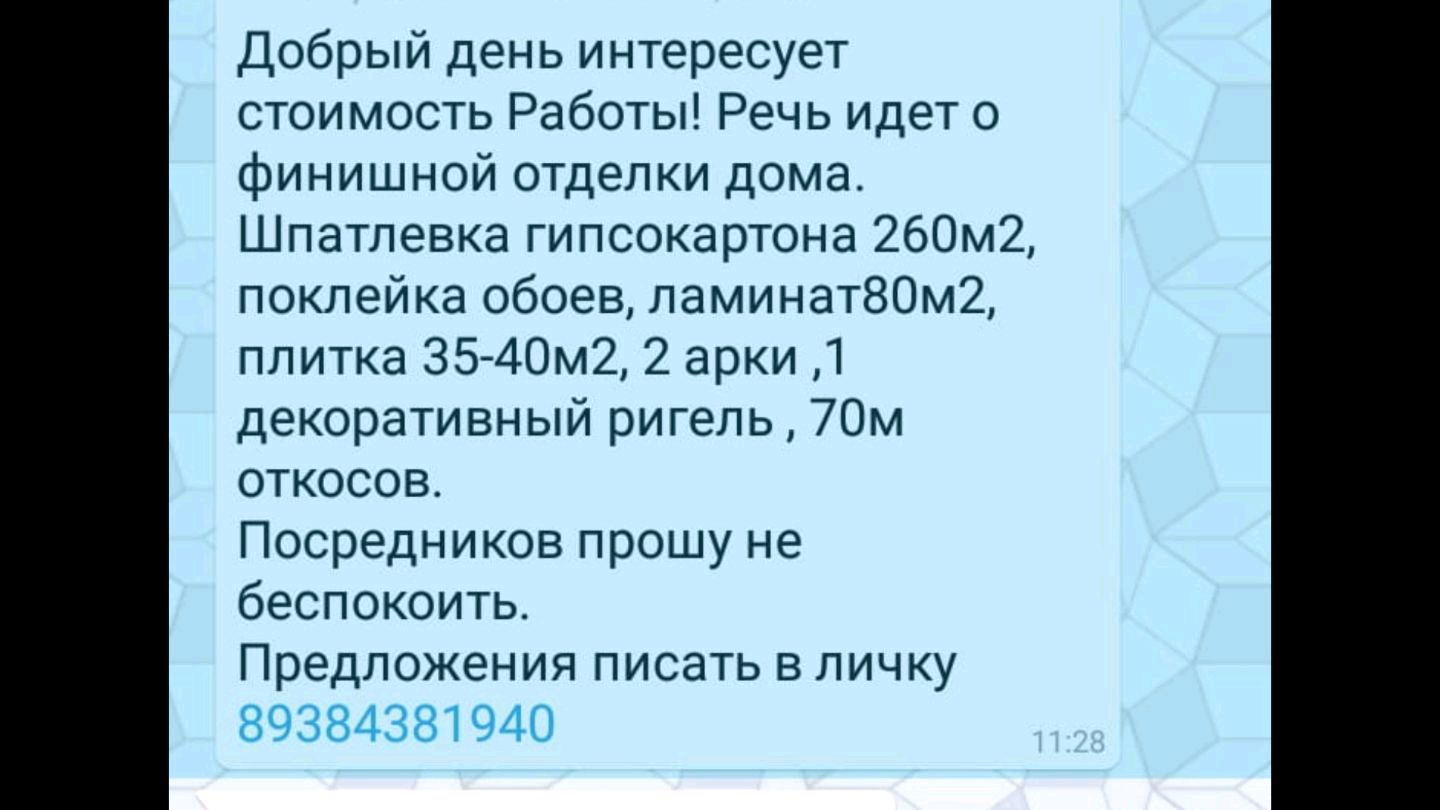 Добрый день интересует
стоимость Работы! Речь идет о
финишной отделки дома.
Шпатлевка гипсокартона 260м2,
поклейка обоев, ламинат80м2,
плитка 35-40м2, 2 арки ,1
декоративный ригель , 70м
откосов.
Посредников прошу не
беспокоить.
Предложения писать в личку
89384381940
11:28